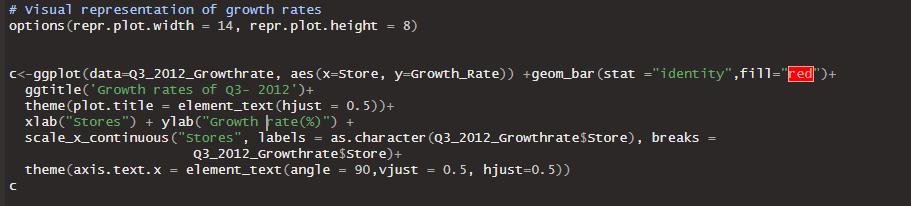 # Visual representation of growth rates
options(repr.plot.width = 14, repr.plot.height = 8)
c<-ggplot(data=Q3_2012_Growthrate, aes(x=Store, y=Growth_Rate)) +geom_bar(stat ="identity",fill="red")+
ggtitle('Growth rates of Q3- 2012')+
theme(plot.title = element_text(hjust = 0.5))+
xlab("Stores") + ylab("Growth rate(%)") +
scale_x_continuous("Stores", labels = as.character(Q3_2012_Growthrate$Store), breaks =
Q3_2012_Growthrate$Store)+
theme(axis.text.x = element_text(angle = 90,vjust = 0.5, hjust=0.5))
c